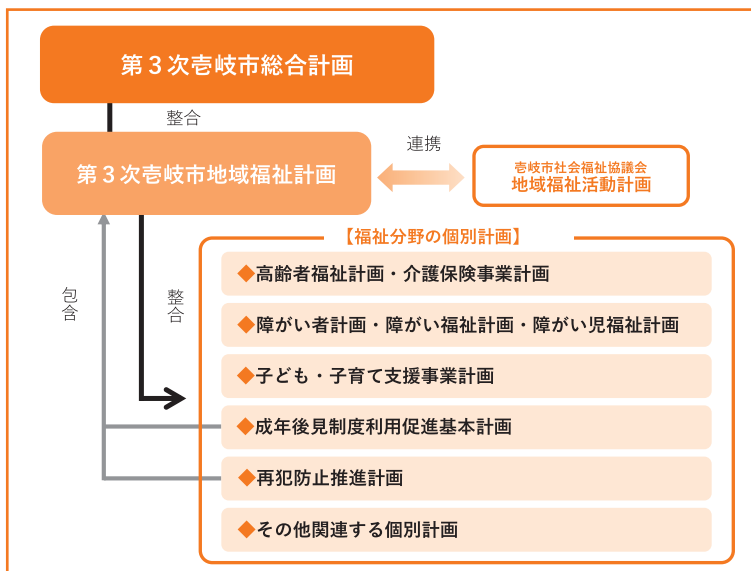 第3次壱岐市総合計画
整合
第3次壱岐市地域福祉計画
連携
壱岐市社会福祉協議会
地域福祉活動計画
【福祉分野の個別計画】
包含
整合
◆高齢者福祉計画・介護保険事業計画
◆障がい者計画・障がい福祉計画・障がい児福祉計画
◆子ども・子育て支援事業計画
◆成年後見制度利用促進基本計画
◆再犯防止推進計画
◆その他関連する個別計画